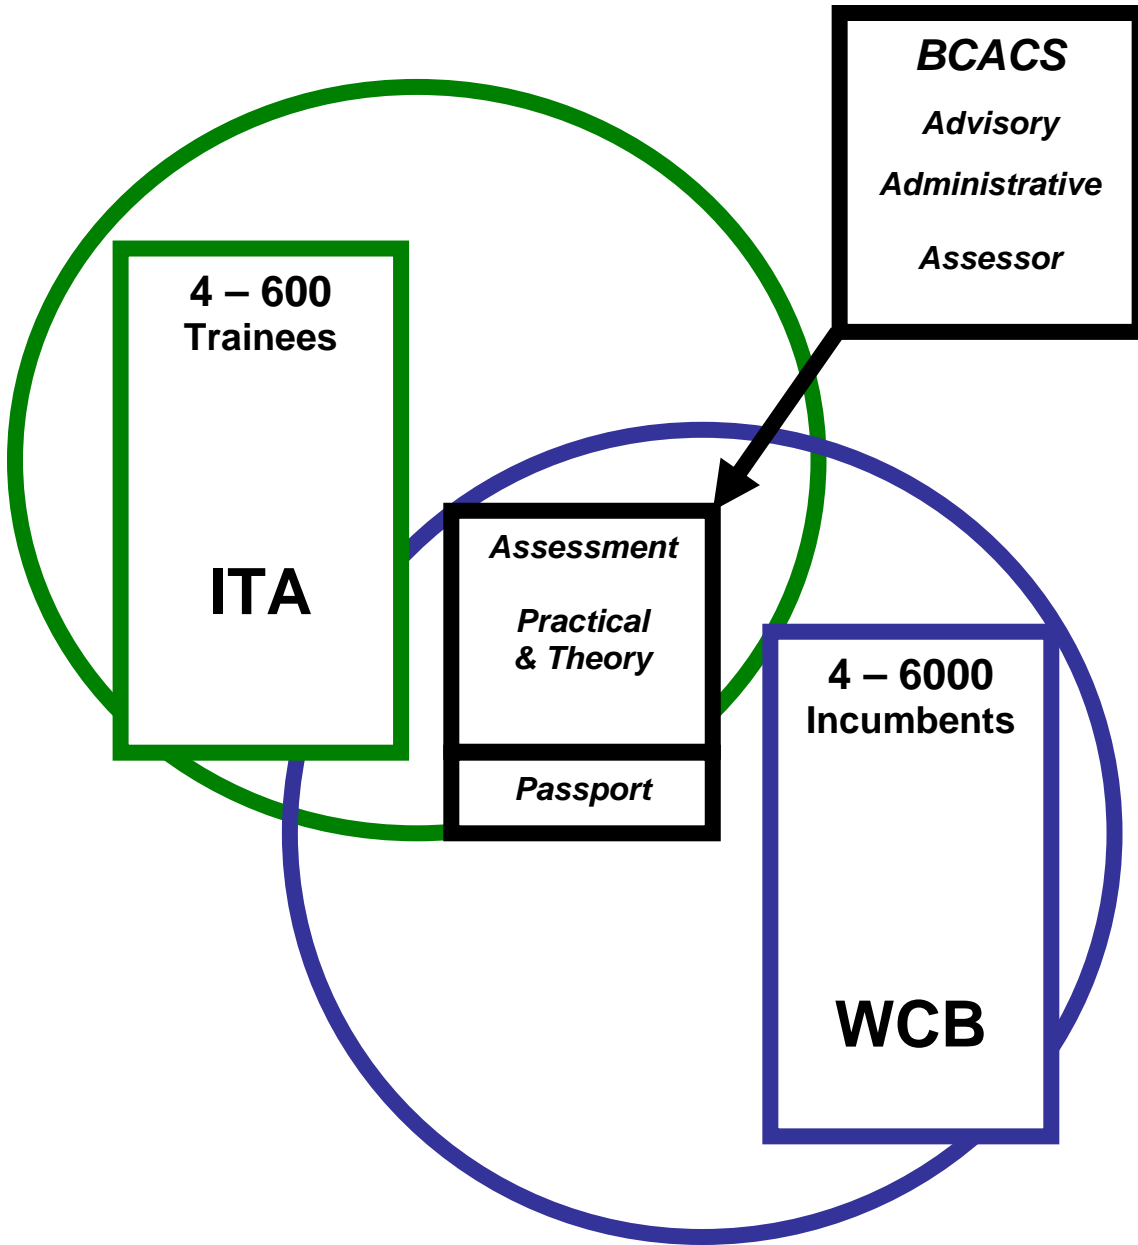 BCACS
Advisory
Administrative
Assessor
4 – 600
Trainees
ITA
Assessment
Practical
& Theory
Passport
4 – 6000
Incumbents
WCB